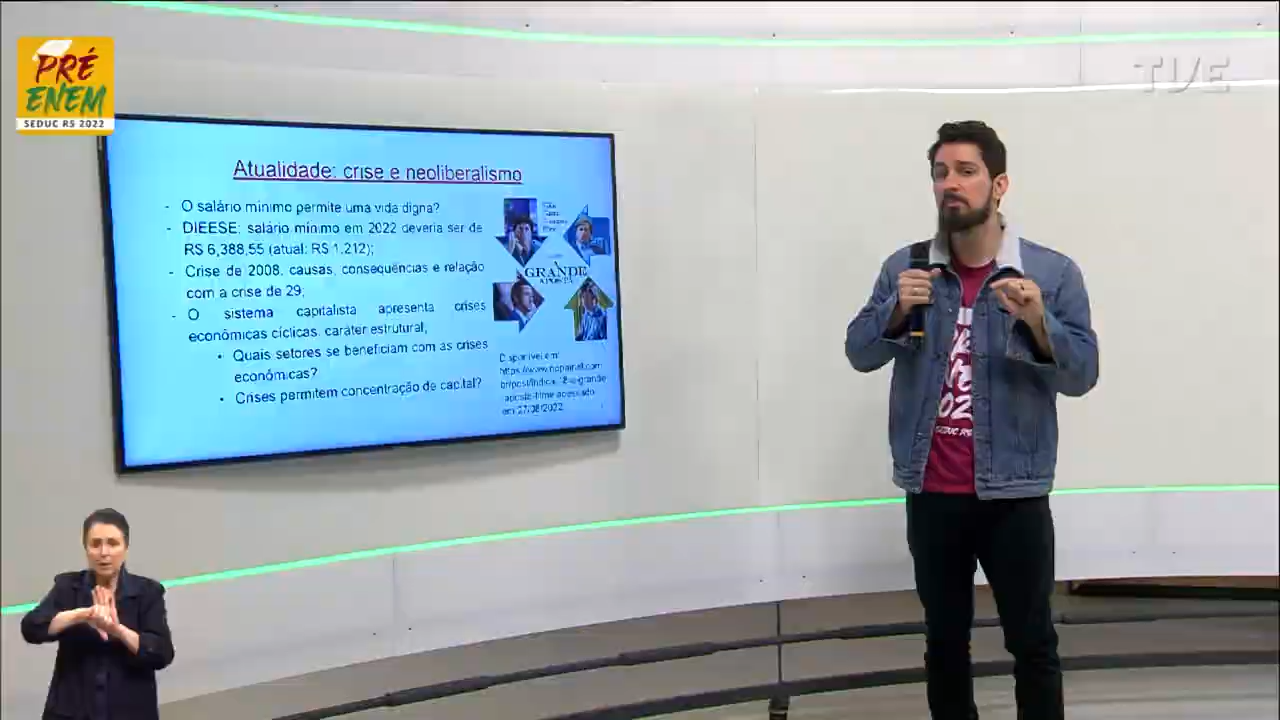 PRÉ
ENEM
SEDUC RS 2022
TVE
Atualidade: crise e neoliberalismo
- O salário mínimo permite uma vida digna?
- DIEESE: salário mínimo em 2022 deveria ser de
R$ 6,388,55 (atual: R$ 1.212);
- Crise de 2008, causas, consequências e relação
com a crise de 29;
- O sistema capitalista apresenta crises
econômicas cíclicas, caráter estrutural;
• Quais setores se beneficiam com as crises
econômicas?
• Crises permitem concentração de capital?
A
GRANDE
APOSTA
Disponível em:
em 27/08/2022
2022
SEDUC RS